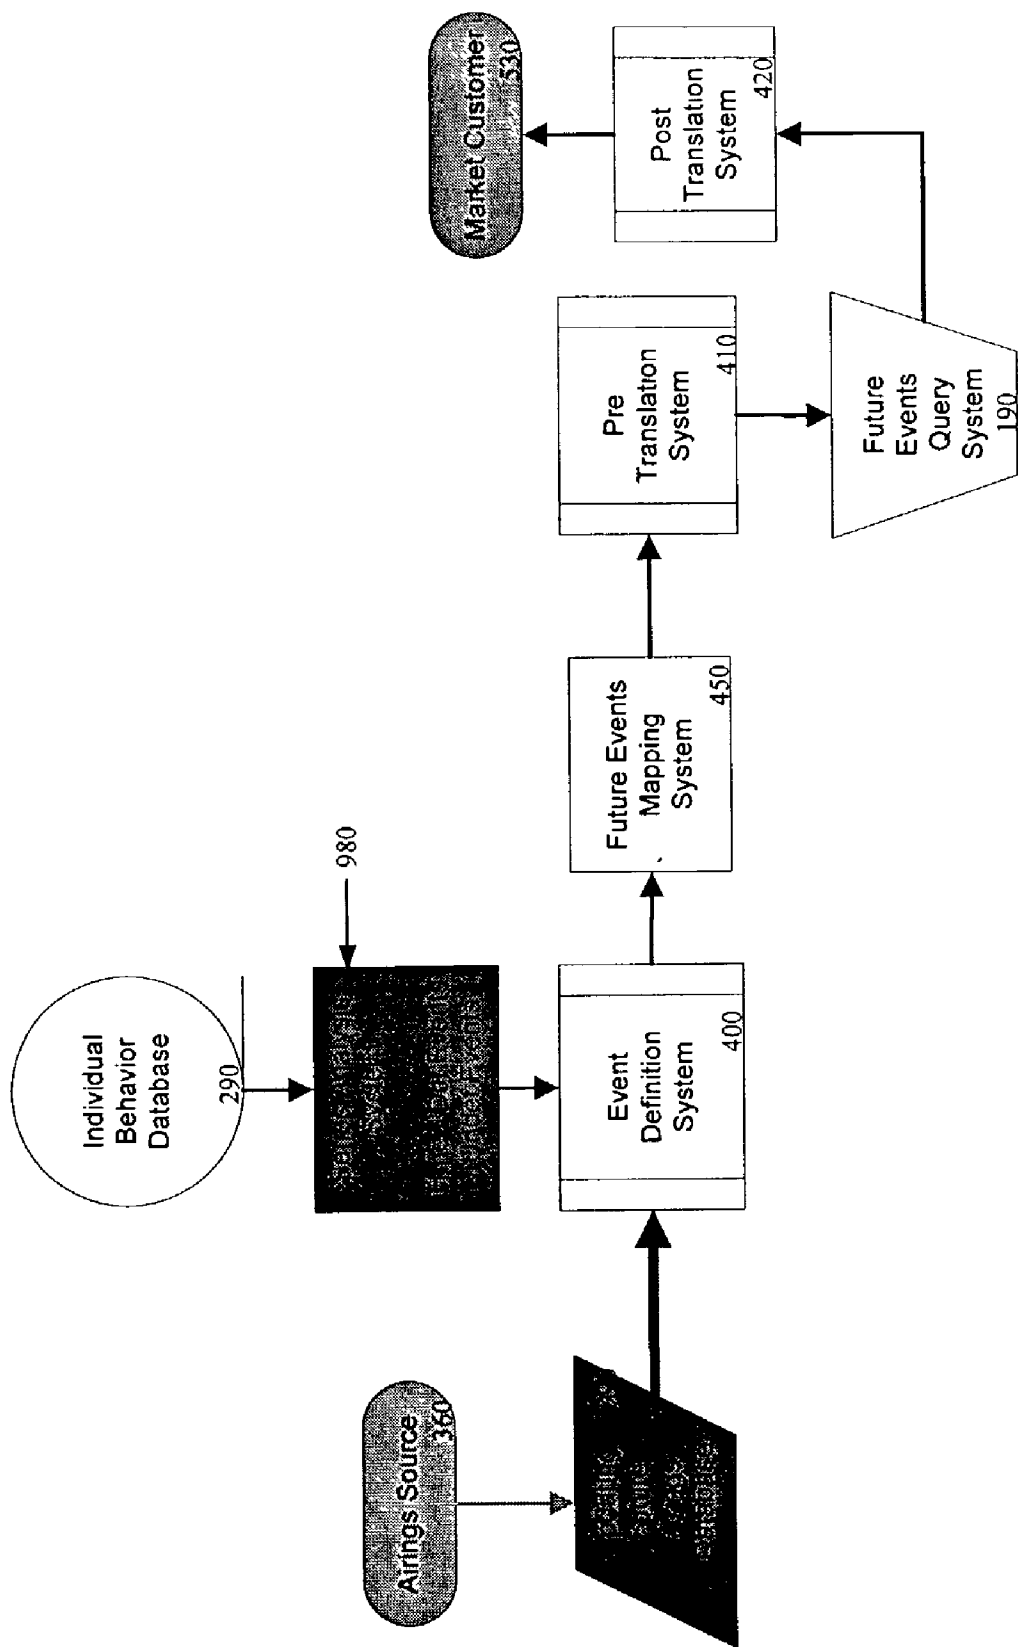 Individual
Behavior
Database
290
980
Airings Source
360
Event
Definition
System
400
Future Events
Mapping
System
450
Pre
Translation
System
410
Future
Events
Query
System
190
Post
Translation
System
420
Market Customer
530